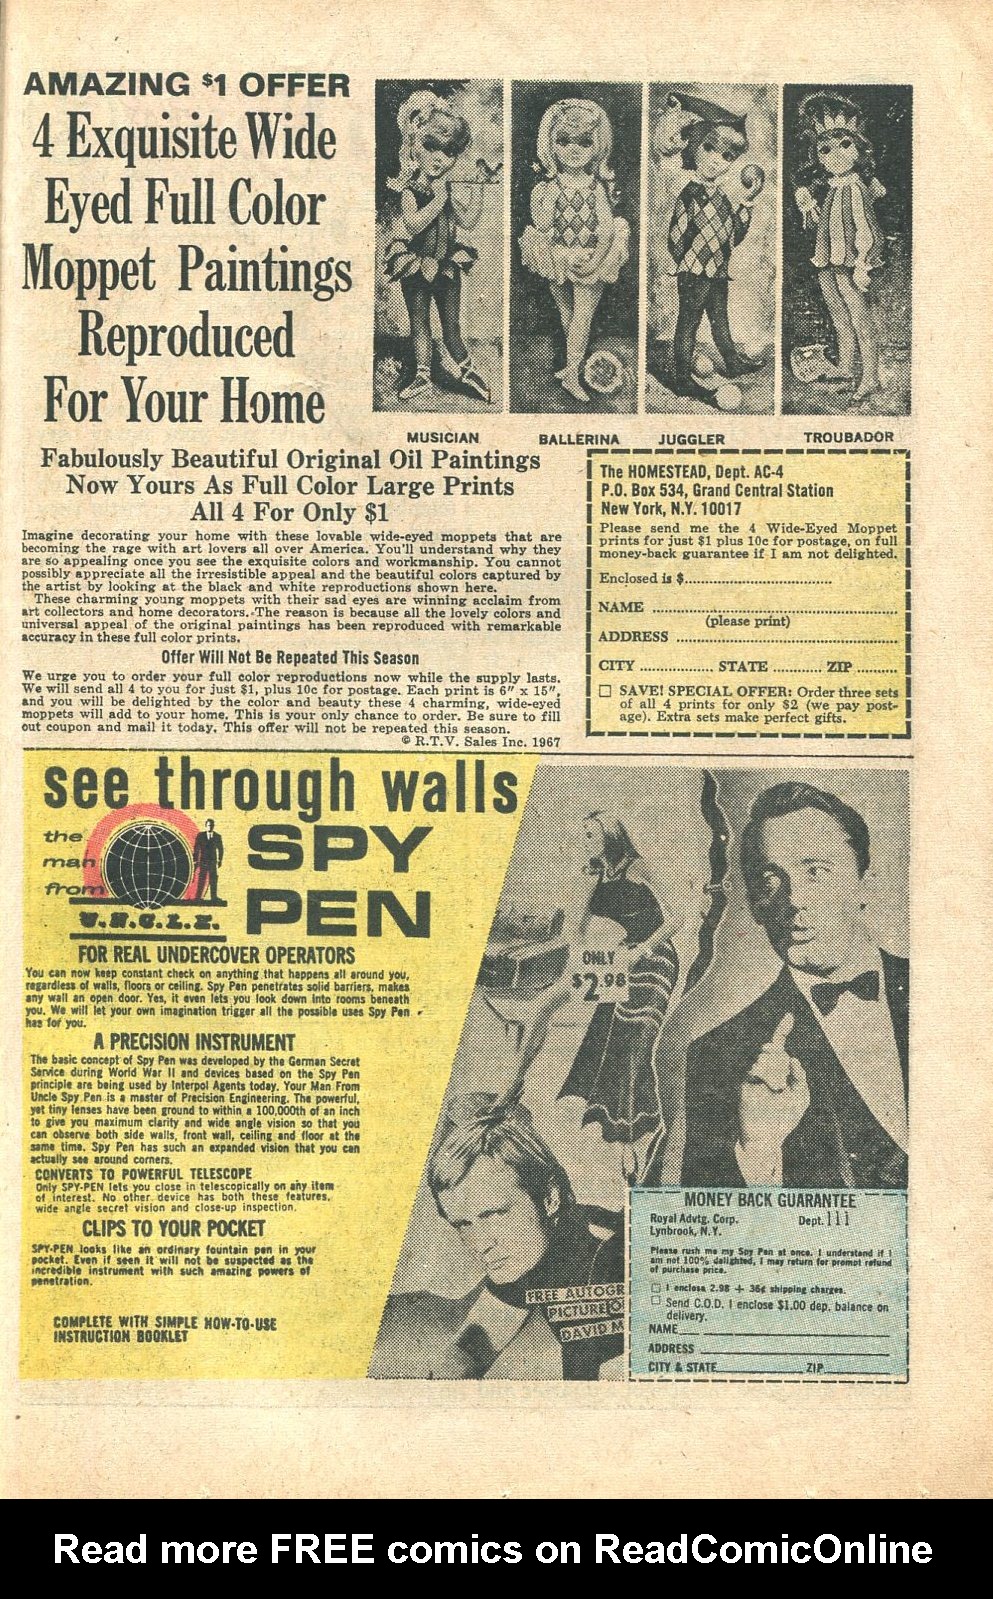 AMAZING $1 OFFER
4 Exquisite Wide
Eyed Full Color
Moppet Paintings
Reproduced
For Your Home
MUSICIAN BALLERINA JUGGLER TROUBADOR
Fabulously Beautiful Original Oil Paintings
Now Yours As Full Color Large Prints
All 4 For Only $1
Imagine decorating your home with these lovable wide-eyed moppets that are
becoming the rage with art lovers all over America. You'll understand why they
are so appealing once you see the exquisite colors and workmanship. You cannot
possibly appreciate all the irresistible appeal and the beautiful colors captured by
the artist by looking at the black and white reproductions shown here.
These charming young moppets with their sad eyes are winning acclaim from
art collectors and home decorators. The reason is because all the lovely colors and
universal appeal of the original paintings has been reproduced with remarkable
accuracy in these full color prints.
Offer Will Not Be Repeated This Season
We urge you to order your full color reproductions now while the supply lasts.
We will send all 4 to you for just $1, plus 10c for postage. Each print is 6" x 15",
and you will be delighted by the color and beauty these 4 charming, wide-eyed
moppets will add to your home. This is your only chance to order. Be sure to fill
out coupon and mail it today. This offer will not be repeated this season.
© R.T.V. Sales Inc. 1967
The HOMESTEAD, Dept. AC-4
P.O. Box 534, Grand Central Station
New York, N.Y. 10017
Please send me the 4 Wide-Eyed Moppet
prints for just $1 plus 10c for postage, on full
money-back guarantee if I am not delighted.
Enclosed is $..................................
NAME ..................................
(please print)
ADDRESS ..................................
CITY ................. STATE ........... ZIP ..........
☐ SAVE! SPECIAL OFFER: Order three sets
of all 4 prints for only $2 (we pay post-
age). Extra sets make perfect gifts.
see through walls
the
man
from
U.N.C.L.E.
SPY
PEN
FOR REAL UNDERCOVER OPERATORS
You can now keep constant check on anything that happens all around you,
regardless of walls, floors or ceiling. Spy Pen penetrates solid barriers, makes
any wall an open door. Yes, it even lets you look down into rooms beneath
you. We will let your own imagination trigger all the possible uses Spy Pen
has for you.
A PRECISION INSTRUMENT
The basic concept of Spy Pen was developed by the German Secret
Service during World War II and devices based on the Spy Pen
principle are being used by Interpol Agents today. Your Man From
Uncle Spy Pen is a master of Precision Engineering. The powerful,
yet tiny lenses have been ground to within a 100,000th of an inch
to give you maximum clarity and wide angle vision so that you
can observe both side walls, front wall, ceiling and floor at the
same time. Spy Pen has such an expanded vision that you can
actually see around corners.
CONVERTS TO POWERFUL TELESCOPE
Only SPY-PEN lets you close in telescopically on any item
of interest. No other device has both these features,
wide angle secret vision and close-up inspection.
CLIPS TO YOUR POCKET
SPY-PEN looks like an ordinary fountain pen in your
pocket. Even if seen it will not be suspected as the
incredible instrument with such amazing powers of
penetration.
COMPLETE WITH SIMPLE HOW-TO-USE
INSTRUCTION BOOKLET
ONLY
$2.98
FREE AUTOGR
PICTURE O
DAVID M
MONEY BACK GUARANTEE
Royal Advtg. Corp. Dept. 111
Lynbrook, N.Y.
Please rush me my Spy Pen at once. I understand if I
am not 100% delighted, I may return for prompt refund
of purchase price.
☐ I enclose 2.98 + 36¢ shipping charges.
☐ Send C.O.D. I enclose $1.00 dep. balance on
delivery.
NAME
ADDRESS
CITY & STATE ZIP
Read more FREE comics on ReadComicOnline